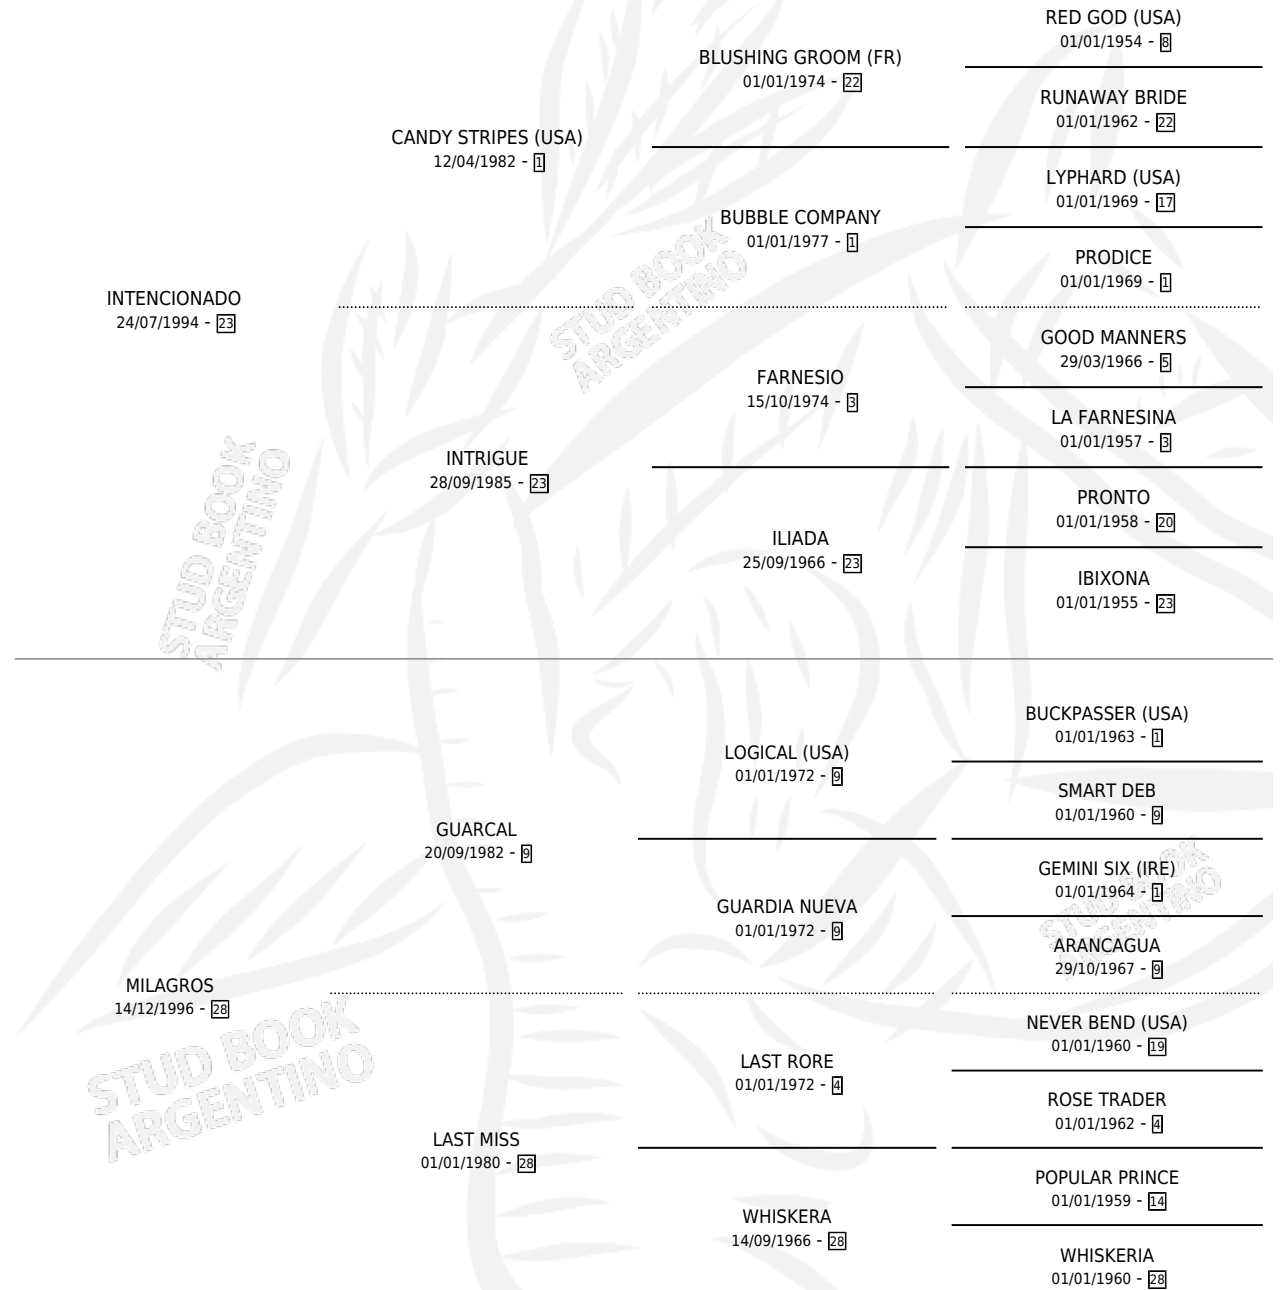 RED GOD (USA)
01/01/1954 - 8
BLUSHING GROOM (FR)
01/01/1974 - 22
RUNAWAY BRIDE
01/01/1962 - 22
CANDY STRIPES (USA)
12/04/1982 - 1
LYPHARD (USA)
01/01/1969 - 17
BUBBLE COMPANY
01/01/1977 - 1
PRODICE
01/01/1969 - 1
INTENCIONADO
24/07/1994 - 23
GOOD MANNERS
29/03/1966 - 5
FARNESIO
15/10/1974 - 3
LA FARNESINA
01/01/1957 - 3
INTRIGUE
28/09/1985 - 23
PRONTO
01/01/1958 - 20
ILIADA
25/09/1966 - 23
IBIXONA
01/01/1955 - 23
BUCKPASSER (USA)
01/01/1963 - 1
LOGICAL (USA)
01/01/1972 - 9
SMART DEB
01/01/1960 - 9
GUARCAL
20/09/1982 - 9
GEMINI SIX (IRE)
01/01/1964 - 1
GUARDIA NUEVA
01/01/1972 - 9
ARANCAGUA
29/10/1967 - 9
MILAGROS
14/12/1996 - 28
NEVER BEND (USA)
01/01/1960 - 19
LAST RORE
01/01/1972 - 4
ROSE TRADER
01/01/1962 - 4
LAST MISS
01/01/1980 - 28
POPULAR PRINCE
01/01/1959 - 14
WHISKERA
14/09/1966 - 28
WHISKERIA
01/01/1960 - 28
STUD BOOK
ARGENTINO
STUD BOOK
ARGENTINO
STUD BOOK
ARGENTINO
STUD BOOK
ARGENTINO